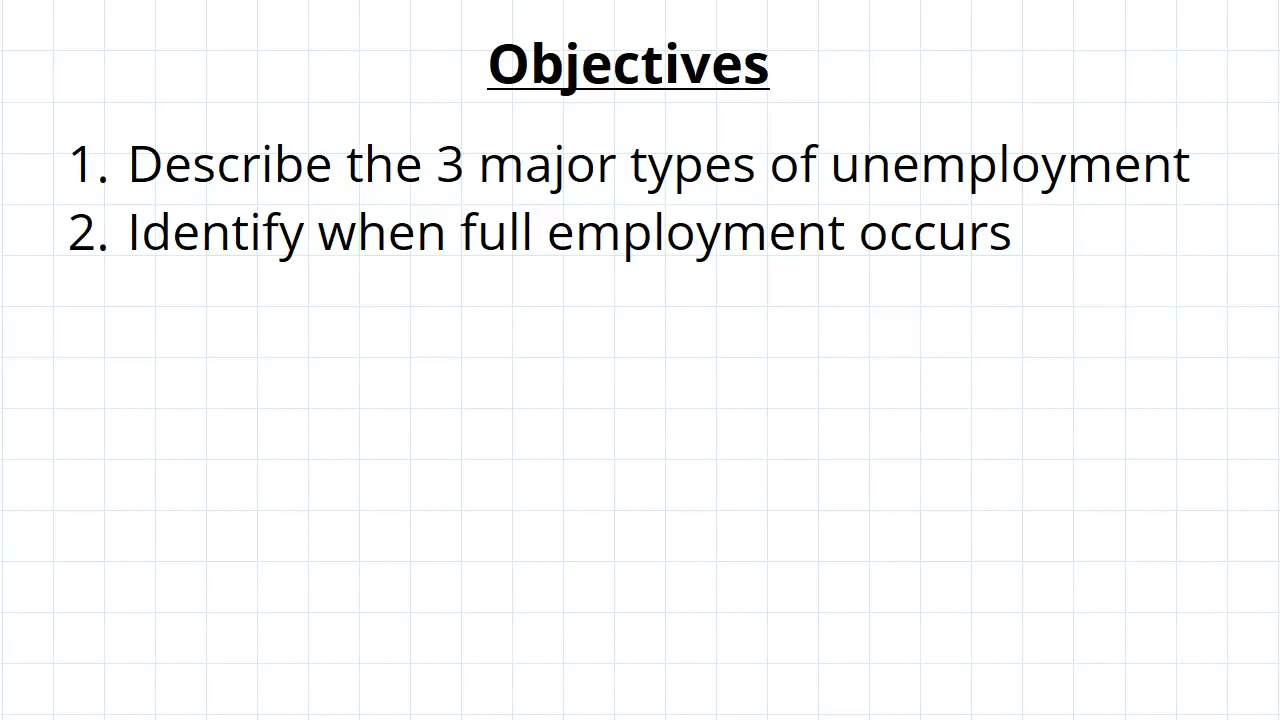 Objectives
1. Describe the 3 major types of unemployment
2. Identify when full employment occurs